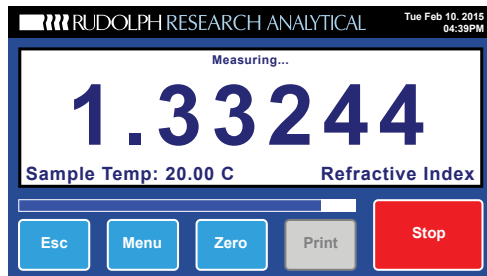 RUDOLPH RESEARCH ANALYTICAL
Tue Feb 10. 2015
04:39PM
Measuring...
1.33244
Sample Temp: 20.00 C Refractive Index
Esc Menu Zero Print Stop